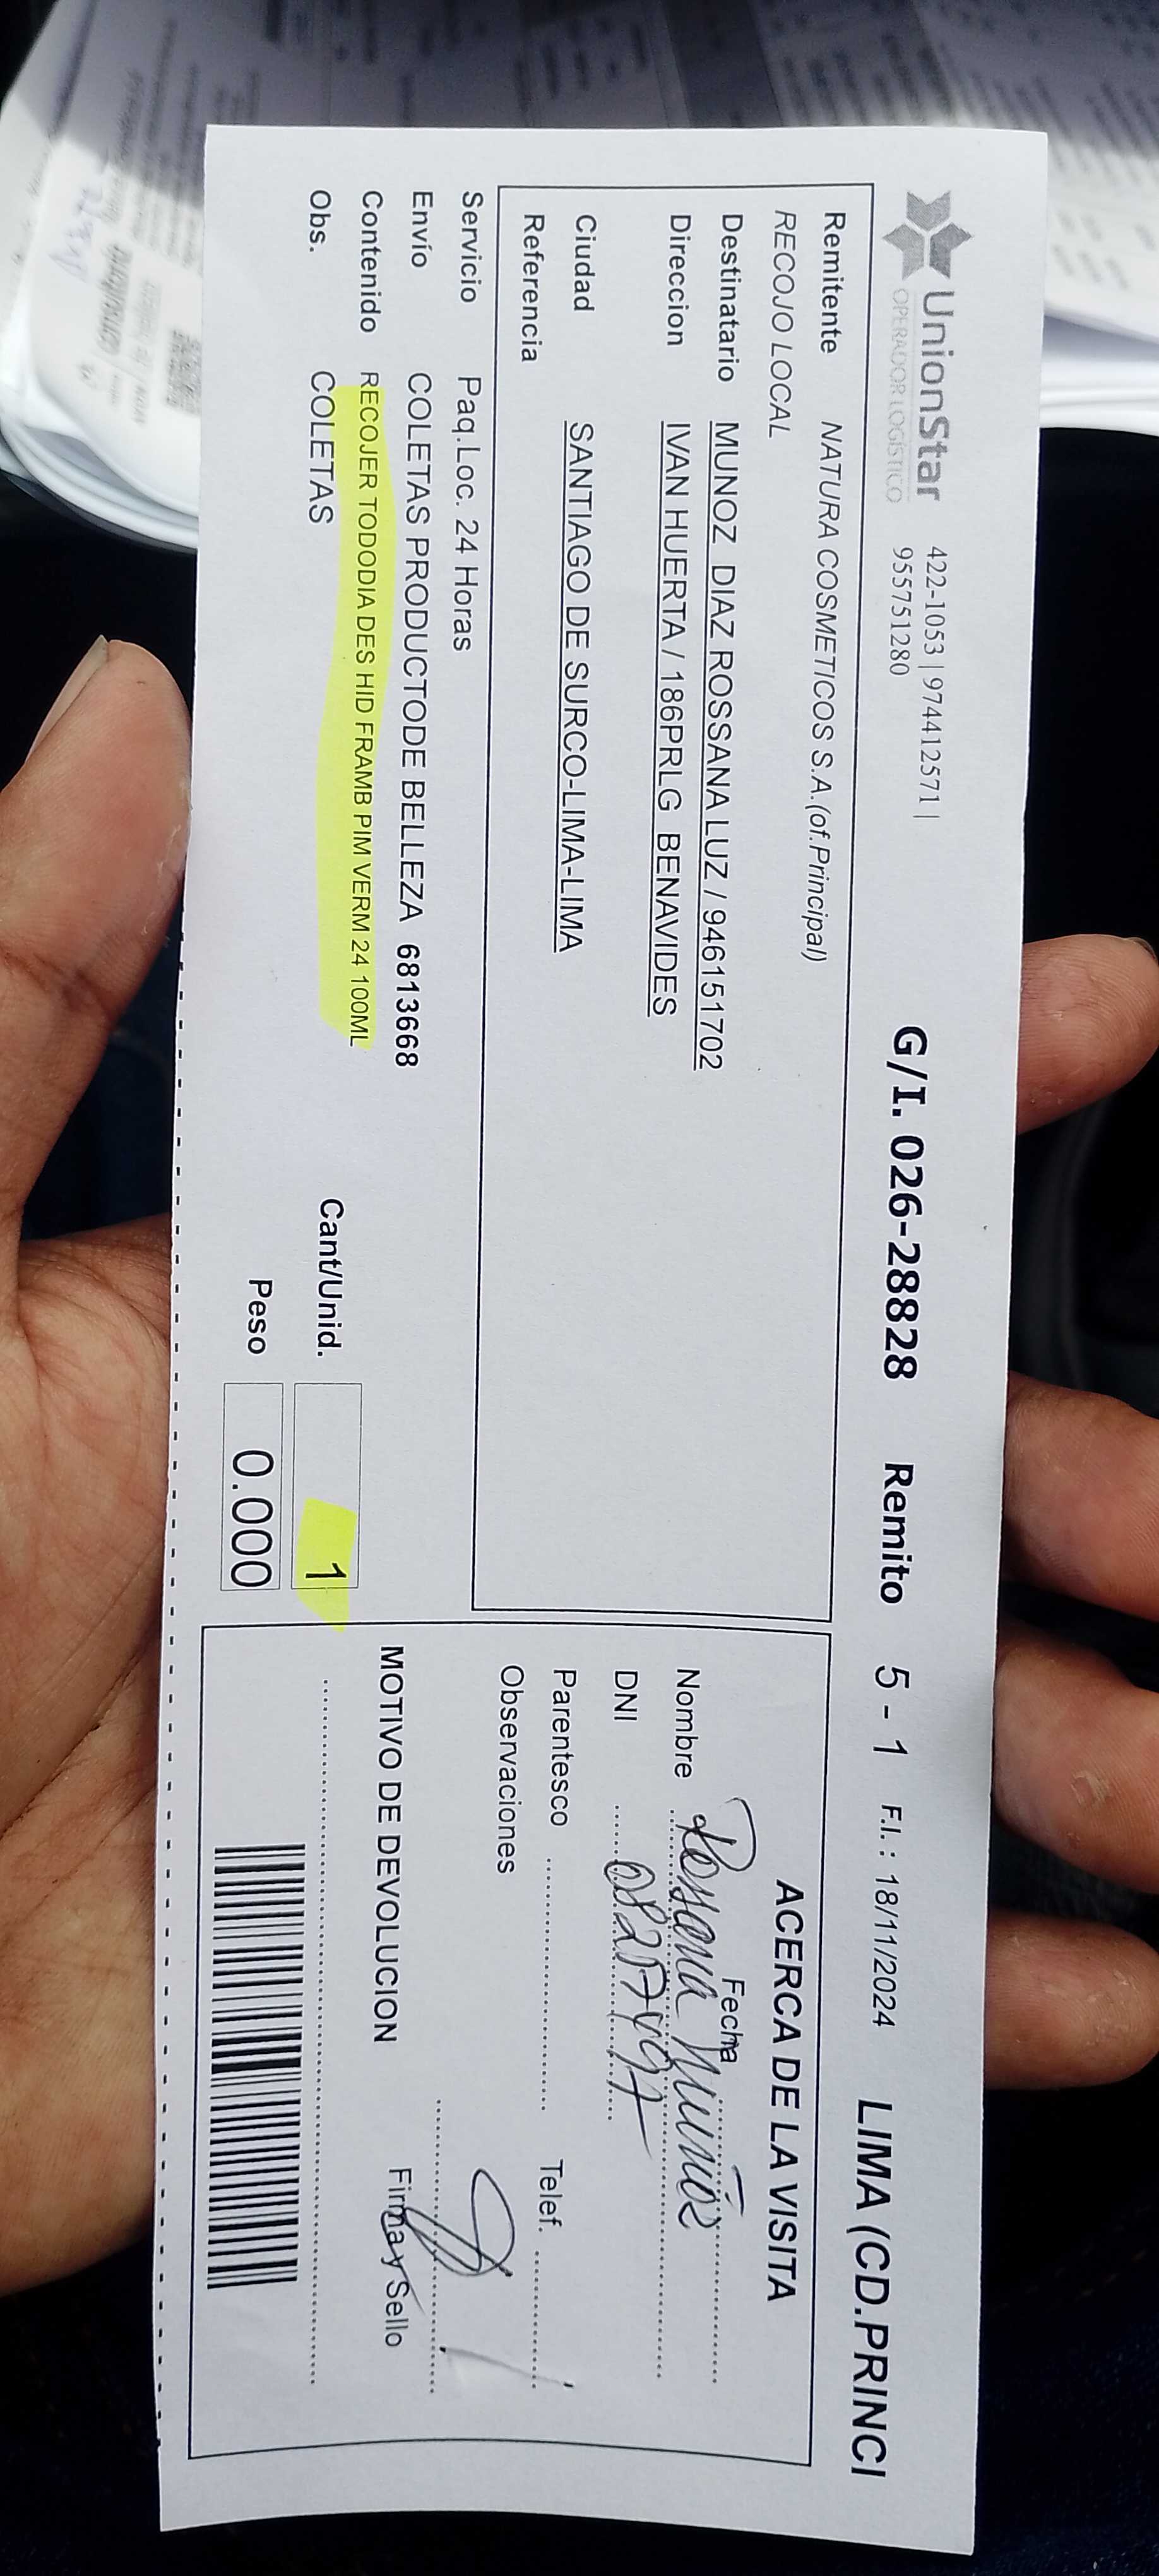 UnionStar
OPERADOR LOGÍSTICO
422-1053 | 974412571 |
955751280
G/I. 026-28828 Remito 5 - 1 F.I. : 18/11/2024 LIMA (CD.PRINCI
Remitente NATURA COSMETICOS S.A.(of.Principal)
RECOJO LOCAL
Destinatario MUNOZ DIAZ ROSSANA LUZ / 946151702
Direccion IVAN HUERTA / 186PRLG BENAVIDES
Ciudad SANTIAGO DE SURCO-LIMA-LIMA
Referencia
Servicio Paq.Loc. 24 Horas
Envío COLETAS PRODUCTODE BELLEZA 6813668
Contenido RECOJER TODODIA DES HID FRAMB PIM VERM 24 100ML
Obs. COLETAS
Cant/Unid. 1
Peso 0.000
ACERCA DE LA VISITA
Fecha
Nombre Rossana Muñoz
DNI
Parentesco Telef.
Observaciones
Firma y Sello
MOTIVO DE DEVOLUCION